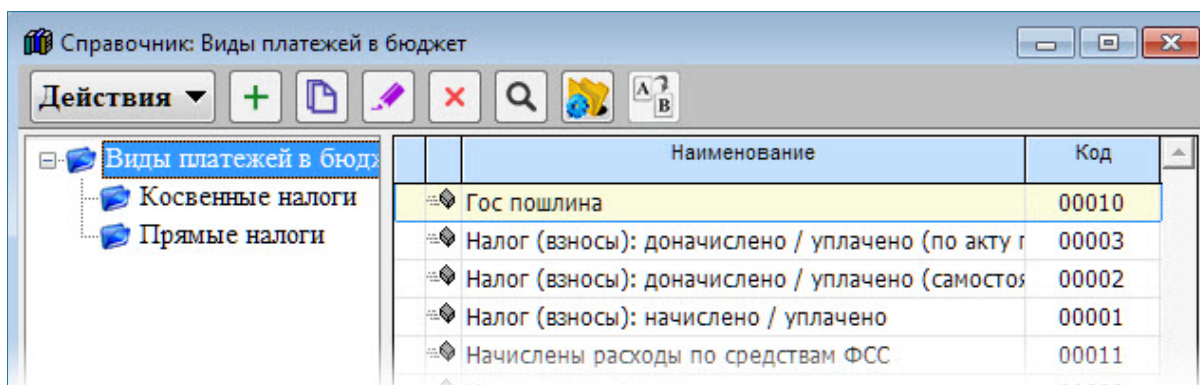 Справочник: Виды платежей в бюджет
Действия
A B
Виды платежей в
Косвенные налоги
Прямые налоги
Наименование Код
Гос пошлина 00010
Налог (взносы): доначислено / уплачено (по акту 00003
Налог (взносы): доначислено / уплачено 00002
Налог (взносы): начислено / уплачено 00001
Начислены расходы по средствам ФСС 00011